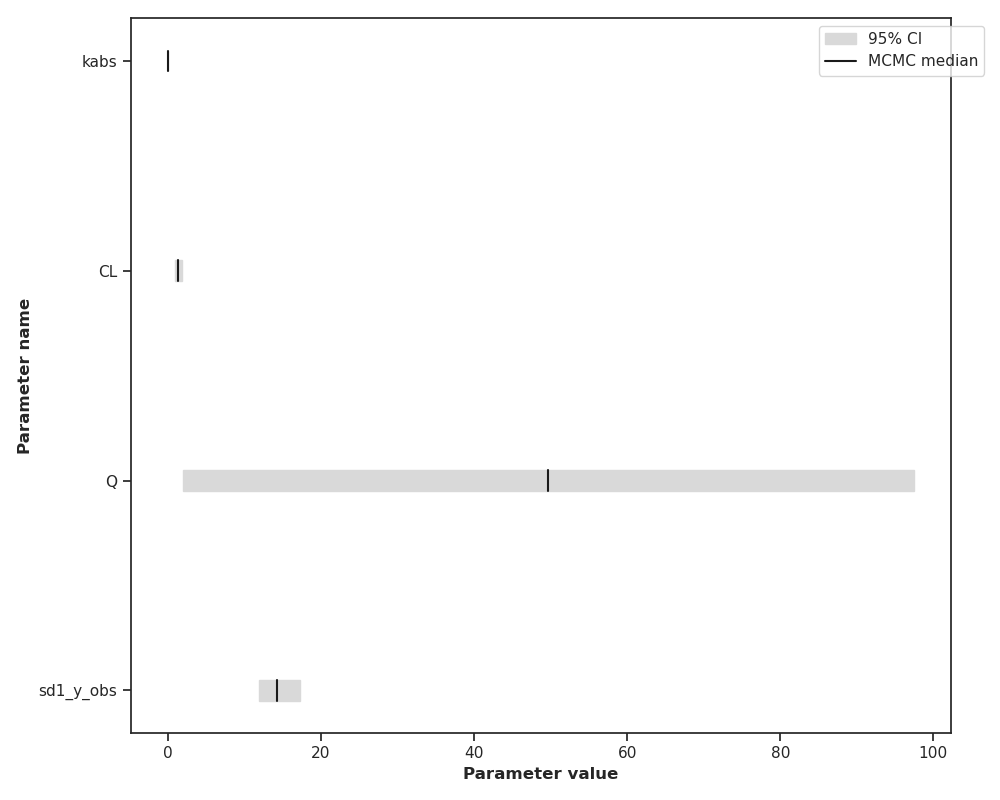 95% CI
MCMC median
kabs
CL
Q
sd1_y_obs
Parameter name
0
20
40
60
80
100
Parameter value